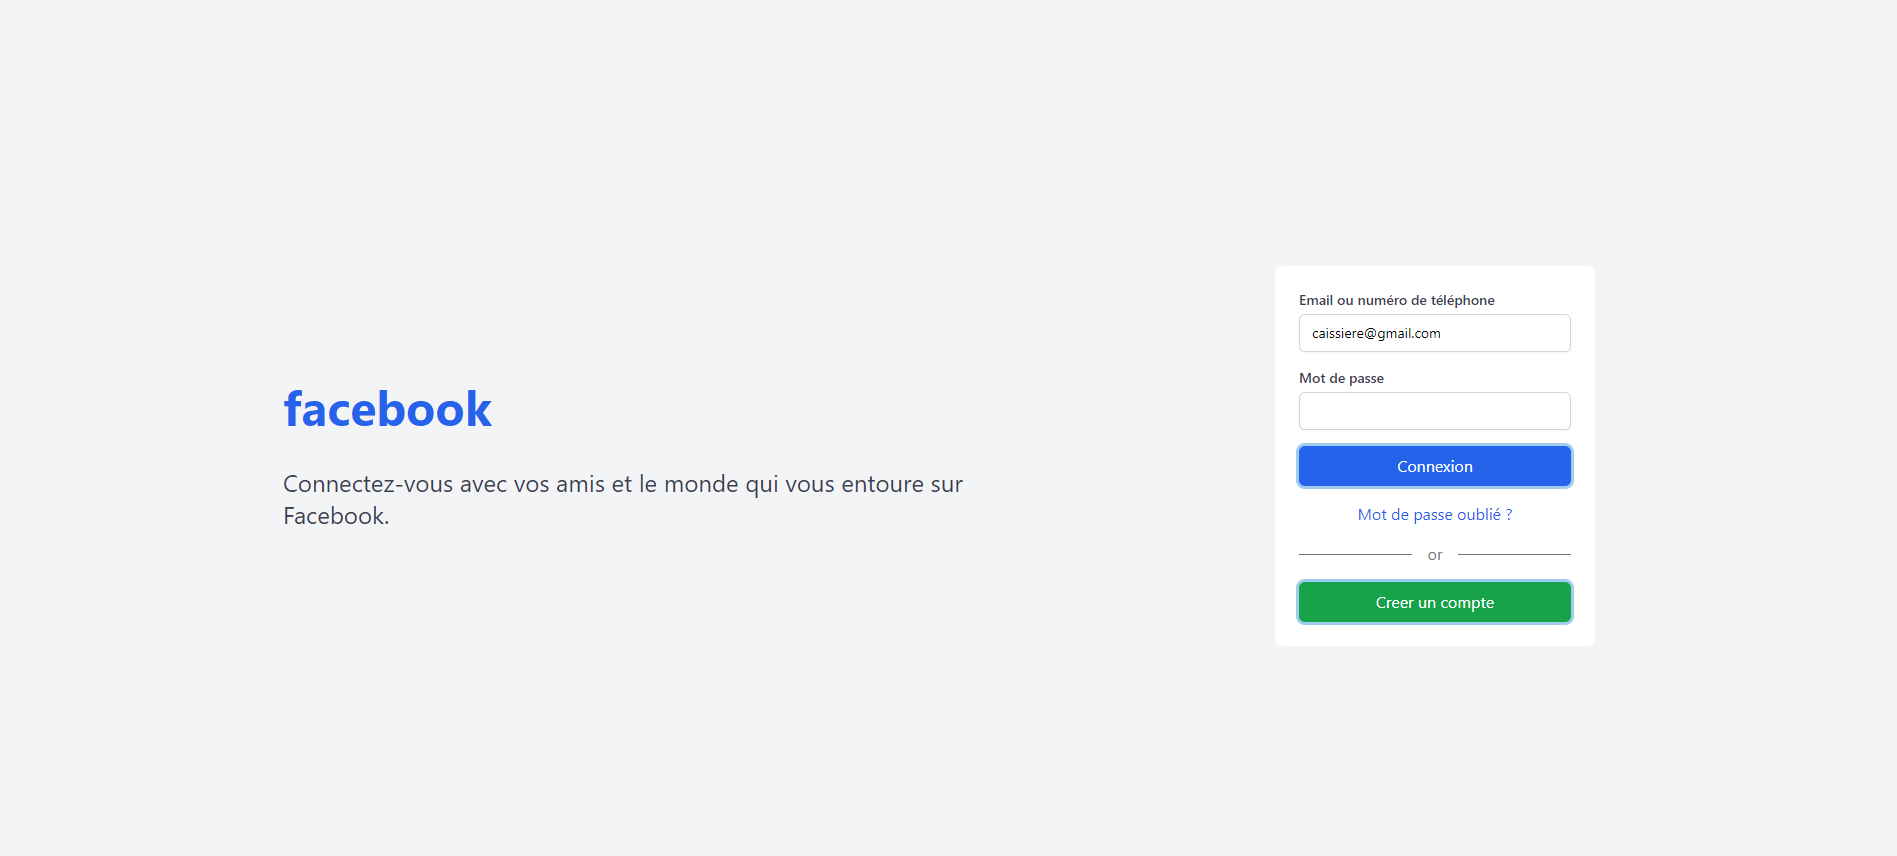 facebook
Connectez-vous avec vos amis et le monde qui vous entoure sur
Facebook.
Email ou numéro de téléphone
caissiere@gmail.com
Mot de passe
Connexion
Mot de passe oublié ?
or
Creer un compte